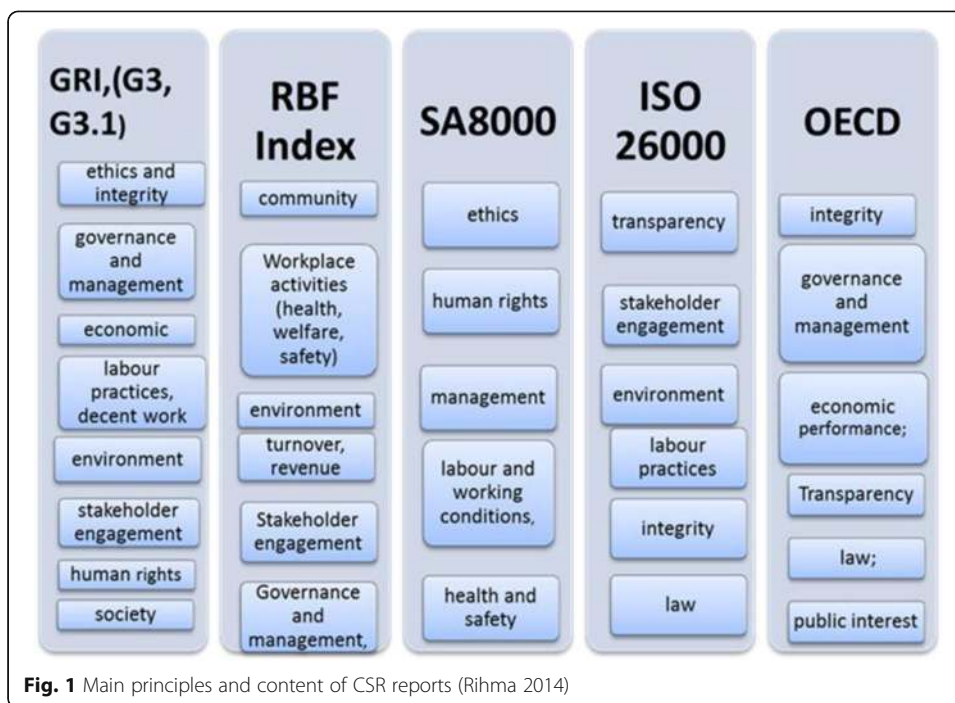 GRI,(G3,
G3.1)
ethics and
integrity
governance
and
management
economic
labour
practices,
decent work
environment
stakeholder
engagement
human rights
society
RBF
Index
community
Workplace
activities
(health,
welfare,
safety)
environment
turnover,
revenue
Stakeholder
engagement
Governance
and
management,
SA8000
ethics
human rights
management
labour and
working
conditions,
health and
safety
ISO
26000
transparency
stakeholder
engagement
environment
labour
practices
integrity
law
OECD
integrity
governance
and
management
economic
performance;
Transparency
law;
public interest
Fig. 1 Main principles and content of CSR reports (Rihma 2014)